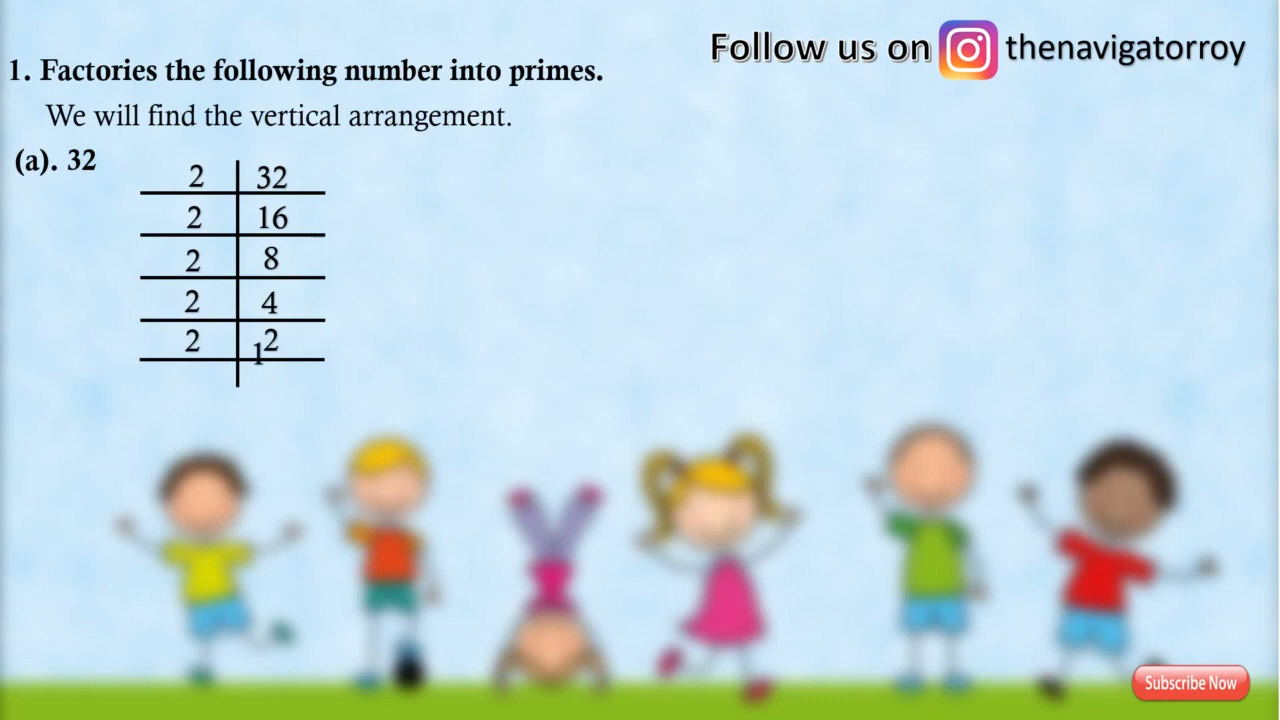 Follow us on thenavigatorroy
1. Factories the following number into primes.
We will find the vertical arrangement.
(a). 32
2 32
2 16
2 8
2 4
2 2
1
Subscribe Now